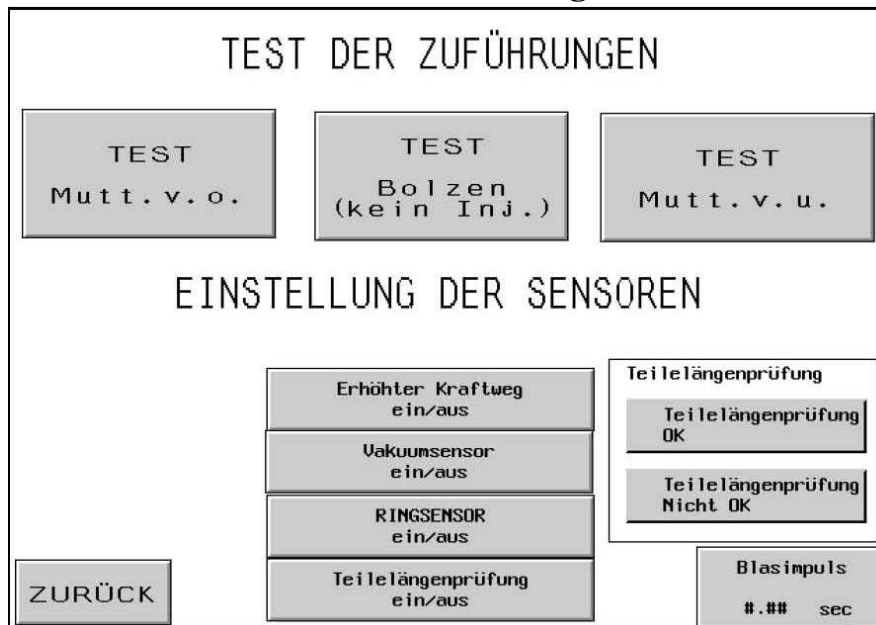 TEST DER ZUFÜHRUNGEN
TEST
Mutt.v.o.
TEST
Bolzen
(kein Inj.)
TEST
Mutt.v.u.
EINSTELLUNG DER SENSOREN
Erhöhter Kraftweg
ein/aus
Vakuumsensor
ein/aus
RINGSENSOR
ein/aus
Teilelängenprüfung
ein/aus
Teilelängenprüfung
Teilelängenprüfung
OK
Teilelängenprüfung
Nicht OK
ZURÜCK
Blasimpuls
#.## sec